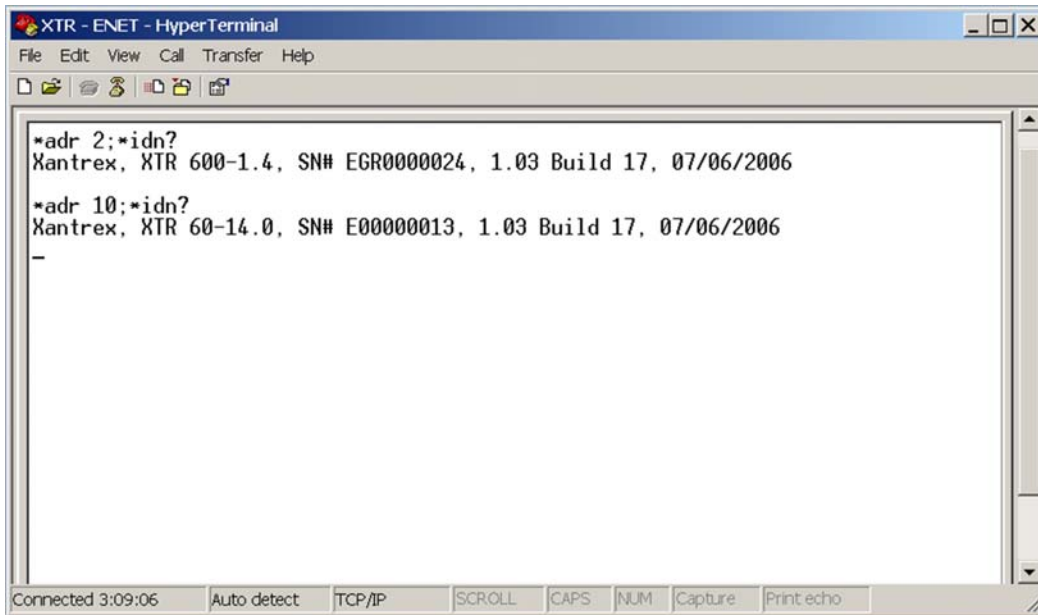 XTR - ENET - HyperTerminal
File Edit View Call Transfer Help
*adr 2;*idn?
Xantrex, XTR 600-1.4, SN# EGR0000024, 1.03 Build 17, 07/06/2006
*adr 10;*idn?
Xantrex, XTR 60-14.0, SN# E00000013, 1.03 Build 17, 07/06/2006
Connected 3:09:06 Auto detect TCP/IP SCROLL CAPS NUM Capture Print echo